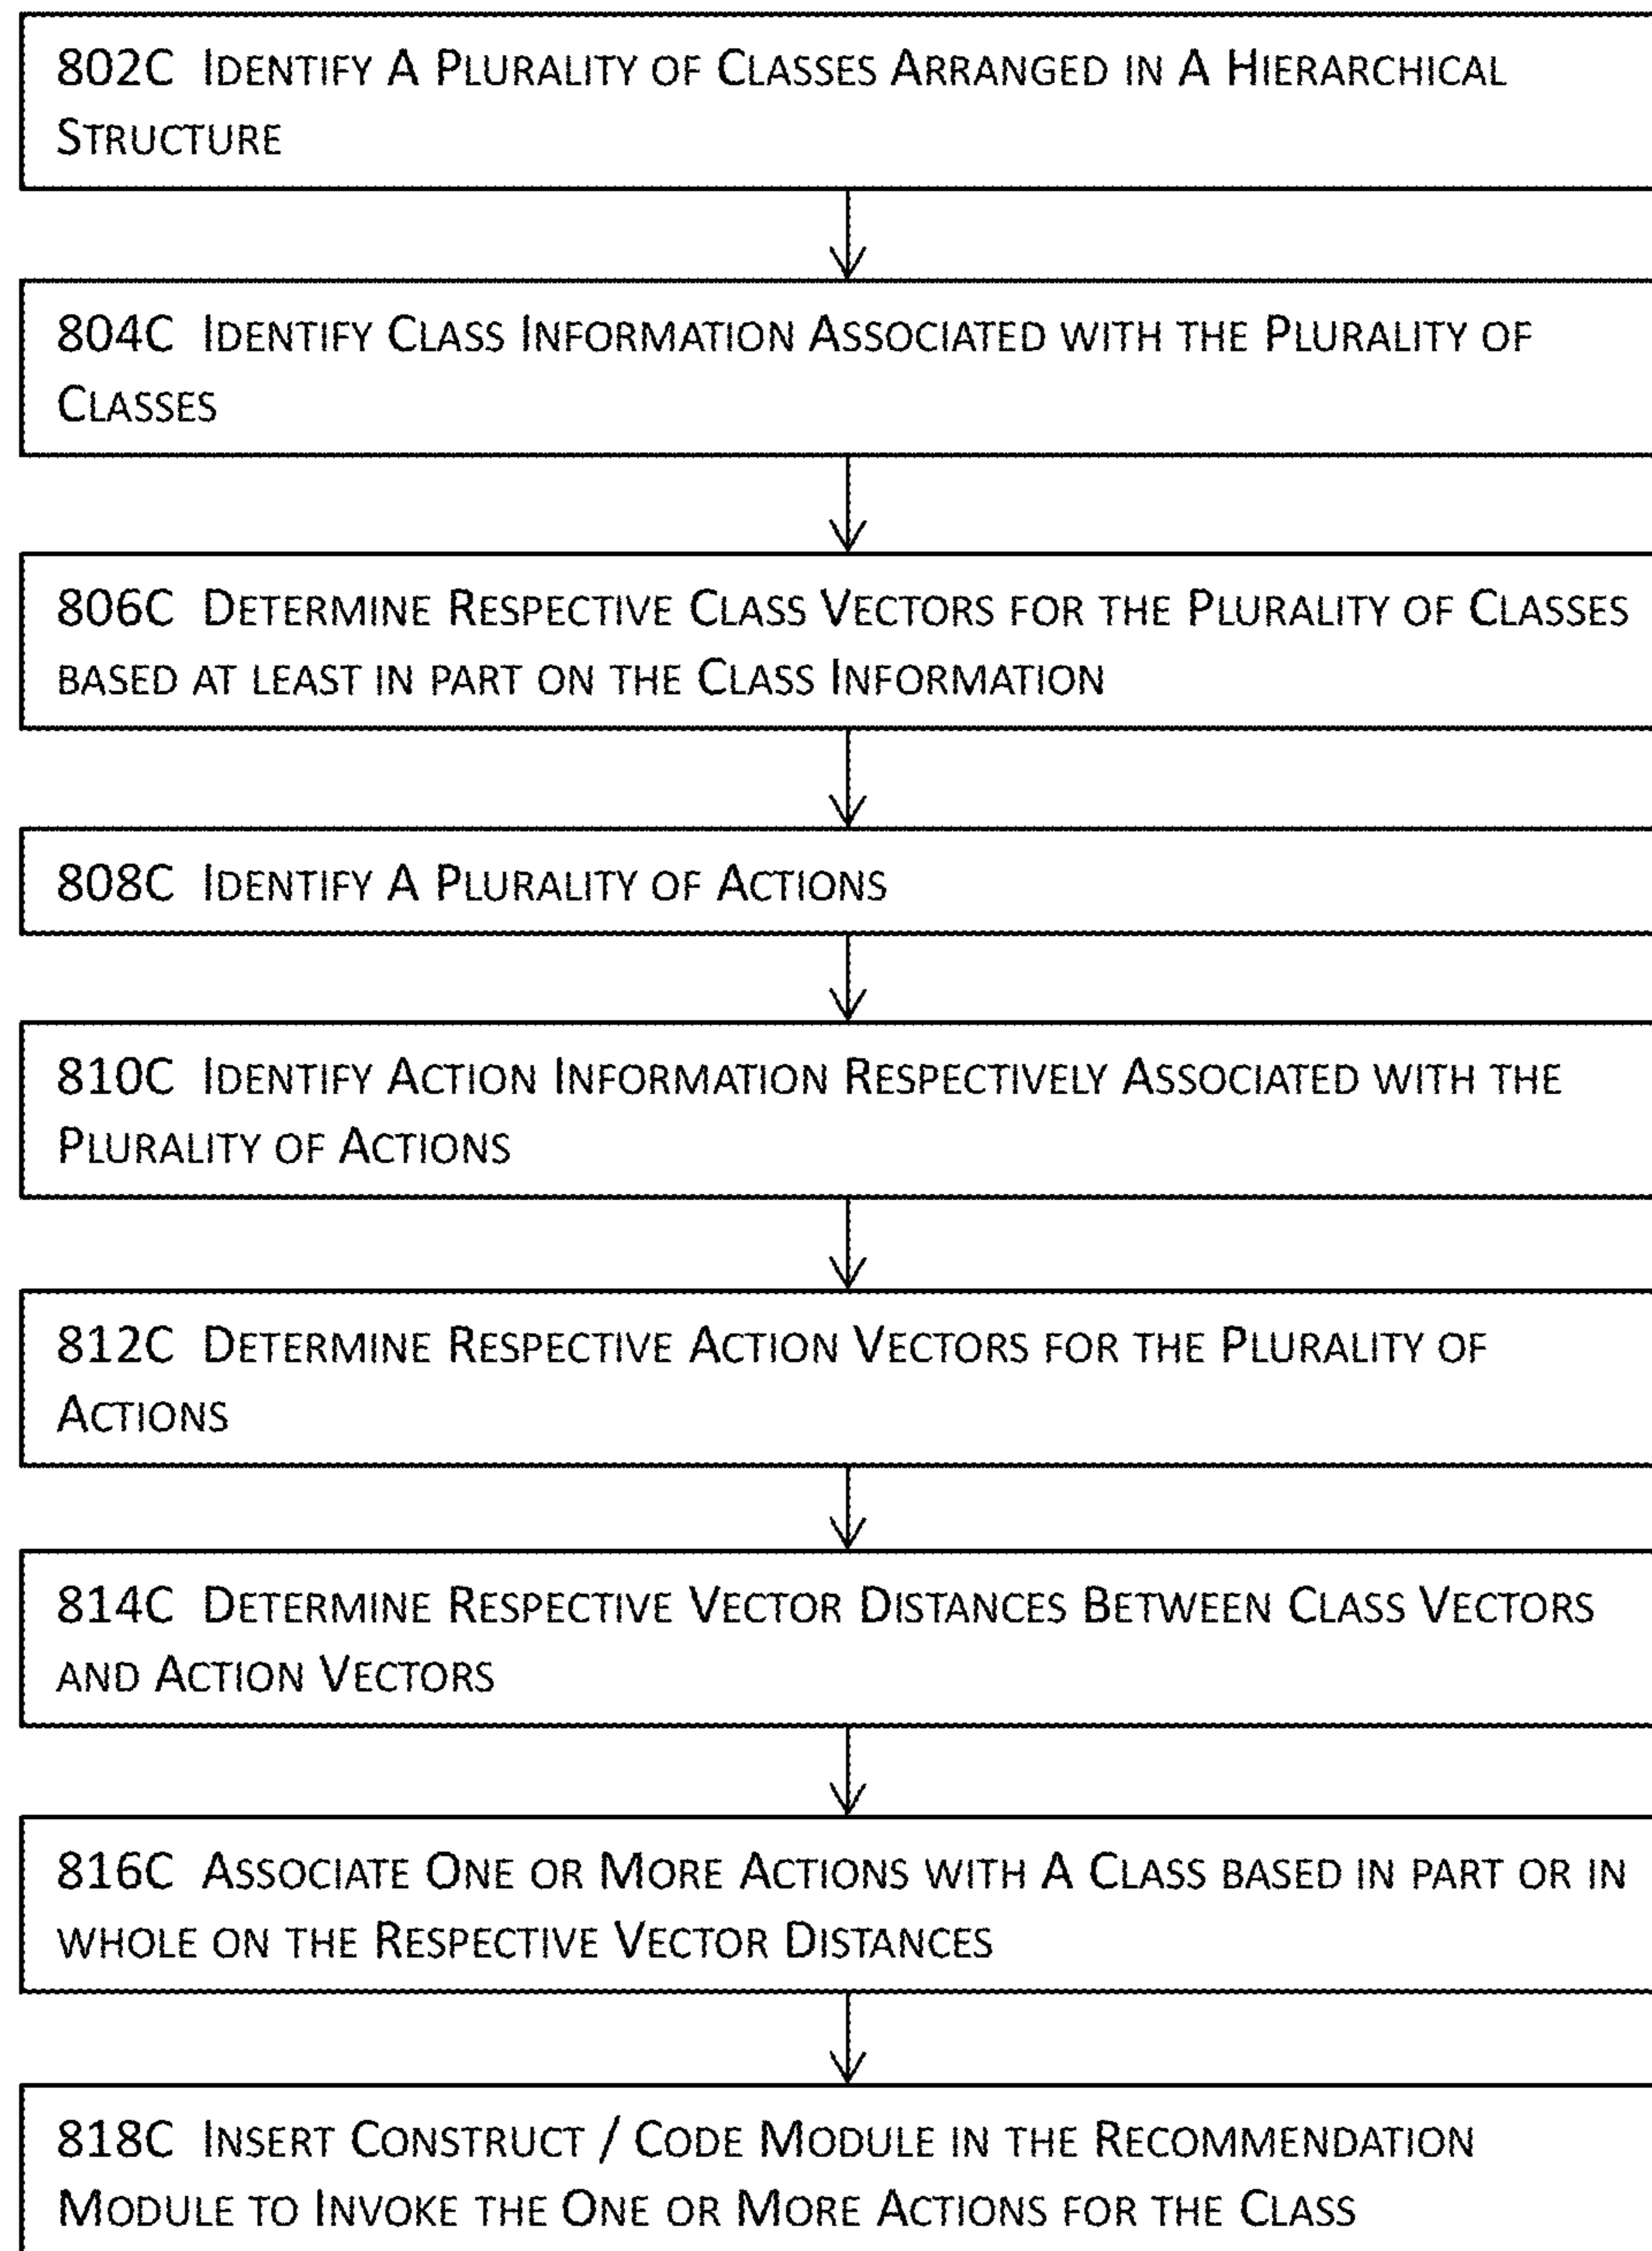 802C Identify A Plurality of Classes Arranged in A Hierarchical
Structure
804C Identify Class Information Associated with the Plurality of
Classes
806C Determine Respective Class Vectors for the Plurality of Classes
based at least in part on the Class Information
808C Identify A Plurality of Actions
810C Identify Action Information Respectively Associated with the
Plurality of Actions
812C Determine Respective Action Vectors for the Plurality of
Actions
814C Determine Respective Vector Distances Between Class Vectors
and Action Vectors
816C Associate One or More Actions with A Class based in part or in
whole on the Respective Vector Distances
818C Insert Construct / Code Module in the Recommendation
Module to Invoke the One or More Actions for the Class